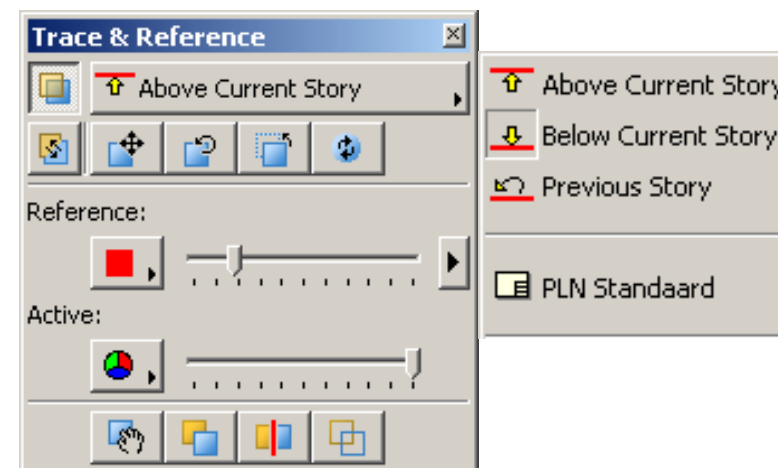 Trace & Reference
Above Current Story
Reference:
Active:
Above Current Story
Below Current Story
Previous Story
PLN Standaard